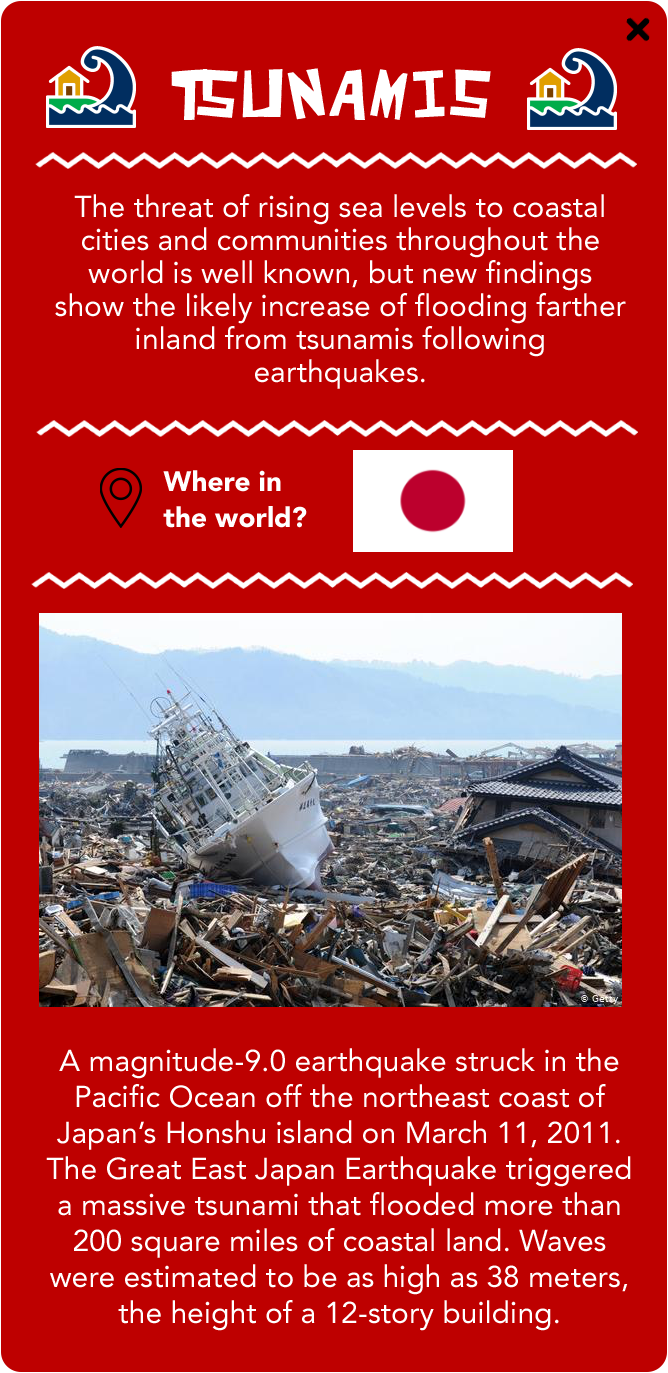 TSUNAMIS
The threat of rising sea levels to coastal
cities and communities throughout the
world is well known, but new findings
show the likely increase of flooding farther
inland from tsunamis following
earthquakes.
Where in
the world?
© Getty
A magnitude-9.0 earthquake struck in the
Pacific Ocean off the northeast coast of
Japan’s Honshu island on March 11, 2011.
The Great East Japan Earthquake triggered
a massive tsunami that flooded more than
200 square miles of coastal land. Waves
were estimated to be as high as 38 meters,
the height of a 12-story building.